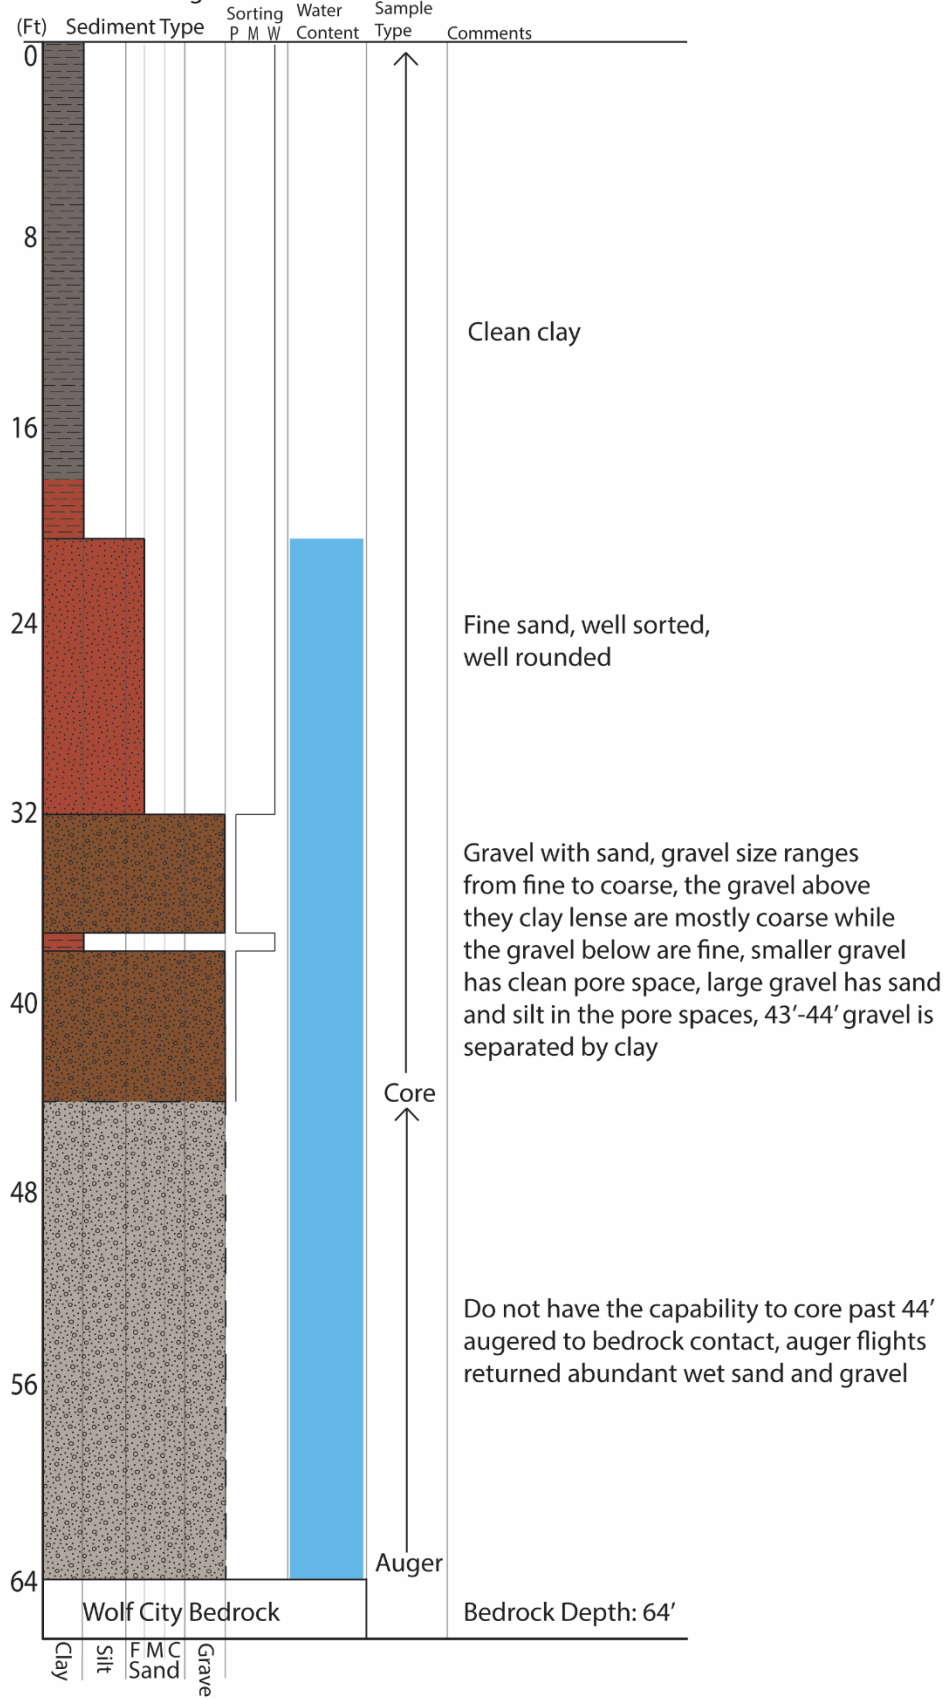 (Ft) Sediment Type Sorting Water Sample
P M W Content Type Comments
0
8
Clean clay
16
24
Fine sand, well sorted,
well rounded
32
Gravel with sand, gravel size ranges
from fine to coarse, the gravel above
they clay lense are mostly coarse while
the gravel below are fine, smaller gravel
has clean pore space, large gravel has sand
40
and silt in the pore spaces, 43'-44' gravel is
separated by clay
Core
48
Do not have the capability to core past 44'
augered to bedrock contact, auger flights
returned abundant wet sand and gravel
56
Auger
64
Wolf City Bedrock
Bedrock Depth: 64'
Clay Silt F M C Grave
Sand